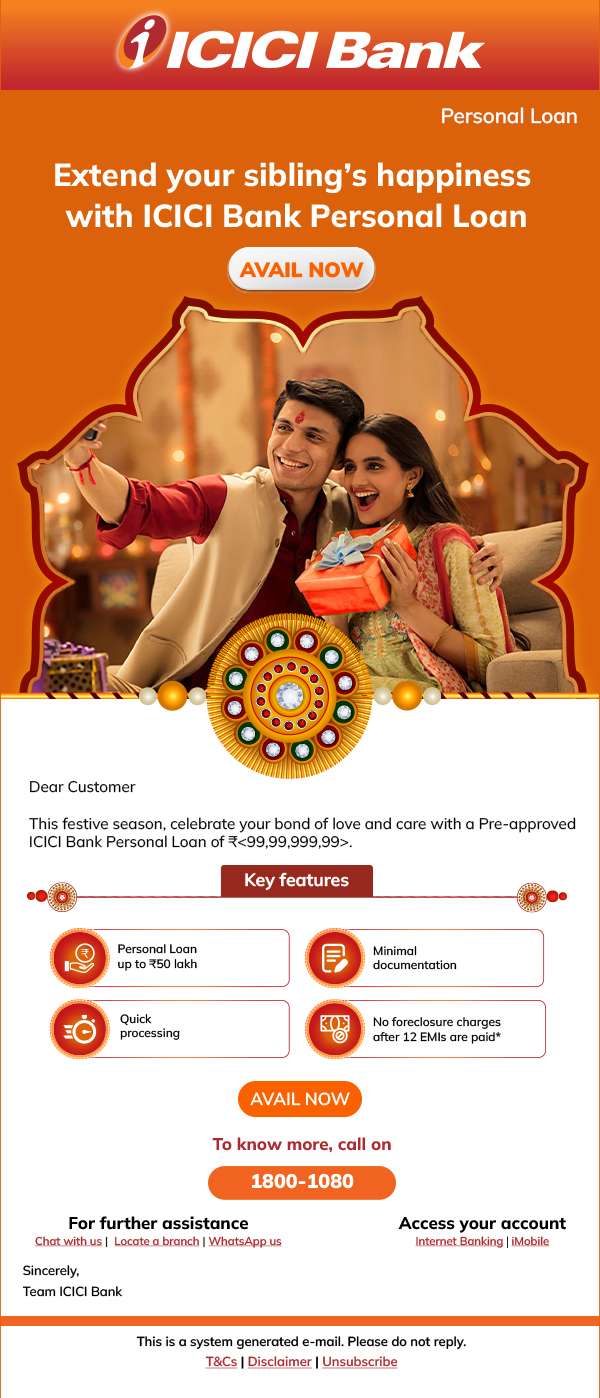 ICICI Bank
Personal Loan
Extend your sibling's happiness
with ICICI Bank Personal Loan
AVAIL NOW
Dear Customer
This festive season, celebrate your bond of love and care with a Pre-approved
ICICI Bank Personal Loan of ₹<99,99,999,99>.
Key features
Personal Loan
up to ₹50 lakh
Minimal
documentation
Quick
processing
No foreclosure charges
after 12 EMIs are paid*
AVAIL NOW
To know more, call on
1800-1080
For further assistance
Chat with us | Locate a branch | WhatsApp us
Access your account
Internet Banking | iMobile
Sincerely,
Team ICICI Bank
This is a system generated e-mail. Please do not reply.
T&Cs | Disclaimer | Unsubscribe